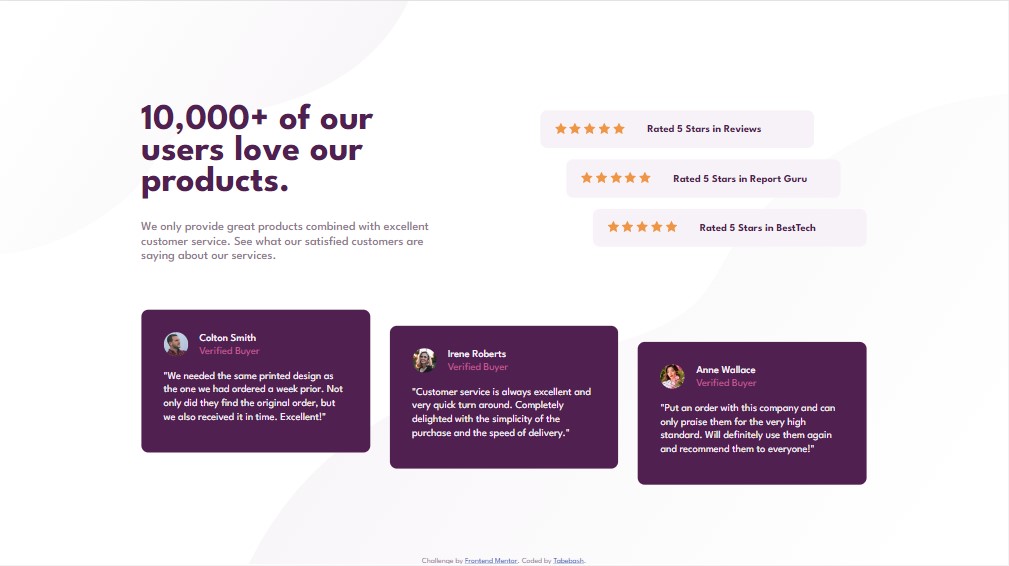 10,000+ of our
users love our
products.
We only provide great products combined with excellent
customer service. See what our satisfied customers are
saying about our services.
Rated 5 Stars in Reviews
Rated 5 Stars in Report Guru
Rated 5 Stars in BestTech
Colton Smith
Verified Buyer
"We needed the same printed design as
the one we had ordered a week prior. Not
only did they find the original order, but
we also received it in time. Excellent!"
Irene Roberts
Verified Buyer
"Customer service is always excellent and
very quick turn around. Completely
delighted with the simplicity of the
purchase and the speed of delivery."
Anne Wallace
Verified Buyer
"Put an order with this company and can
only praise them for the very high
standard. Will definitely use them again
and recommend them to everyone!"
Challenge by Frontend Mentor. Coded by Tabebash.